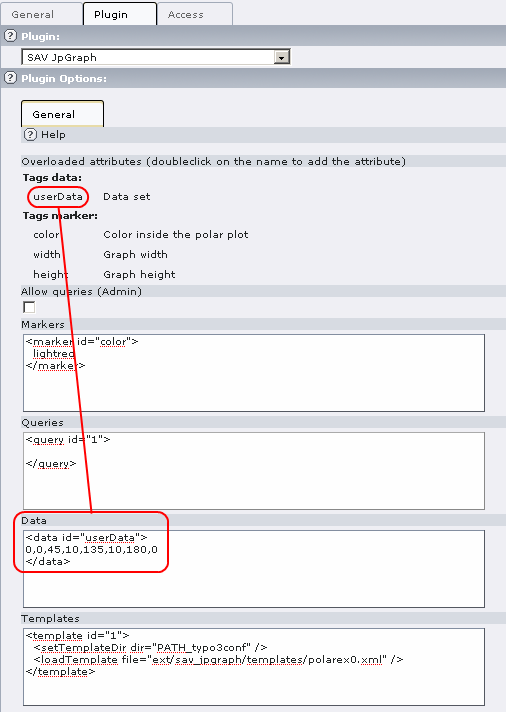 General Plugin Access
? Plugin:
SAV JpGraph
? Plugin Options:
General
? Help
Overloaded attributes (doubleclick on the name to add the attribute)
Tags data:
userData Data set
Tags marker:
color Color inside the polar plot
width Graph width
height Graph height
Allow queries (Admin)
Markers
<marker id="color">
lightred
</marker>
Queries
<query id="1">
</query>
Data
<data id="userData">
0,0,45,10,135,10,180,0
</data>
Templates
<template id="1">
<setTemplateDir dir="PATH_typo3conf" />
<loadTemplate file="ext/sav_jpgraph/templates/polarex0.xml" />
</template>